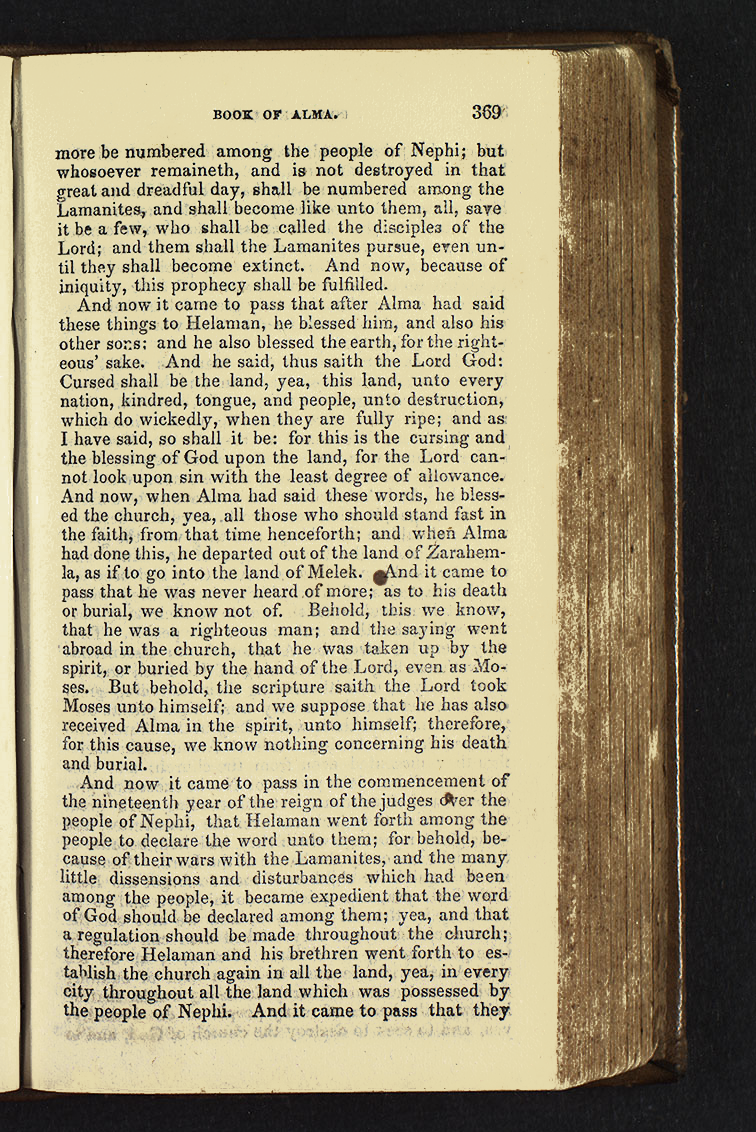 BOOK OF ALMA. 369
more be numbered among the people of Nephi; but
whosoever remaineth, and is not destroyed in that
great and dreadful day, shall be numbered among the
Lamanites, and shall become like unto them, all, save
it be a few, who shall be called the disciples of the
Lord; and them shall the Lamanites pursue, even un-
til they shall become extinct. And now, because of
iniquity, this prophecy shall be fulfilled.
And now it came to pass that after Alma had said
these things to Helaman, he blessed him, and also his
other sons: and he also blessed the earth, for the right-
eous' sake. And he said, thus saith the Lord God:
Cursed shall be the land, yea, this land, unto every
nation, kindred, tongue, and people, unto destruction,
which do wickedly, when they are fully ripe; and as
I have said, so shall it be: for this is the cursing and
the blessing of God upon the land, for the Lord can-
not look upon sin with the least degree of allowance.
And now, when Alma had said these words, he bless-
ed the church, yea, all those who should stand fast in
the faith, from that time henceforth; and when Alma
had done this, he departed out of the land of Zarahem-
la, as if to go into the land of Melek. And it came to
pass that he was never heard of more; as to his death
or burial, we know not of. Behold, this we know,
that he was a righteous man; and the saying went
abroad in the church, that he was taken up by the
spirit, or buried by the hand of the Lord, even as Mo-
ses. But behold, the scripture saith the Lord took
Moses unto himself; and we suppose that he has also
received Alma in the spirit, unto himself; therefore,
for this cause, we know nothing concerning his death
and burial.
And now it came to pass in the commencement of
the nineteenth year of the reign of the judges over the
people of Nephi, that Helaman went forth among the
people to declare the word unto them; for behold, be-
cause of their wars with the Lamanites, and the many
little dissensions and disturbances which had been
among the people, it became expedient that the word
of God should be declared among them; yea, and that
a regulation should be made throughout the church;
therefore Helaman and his brethren went forth to es-
tablish the church again in all the land, yea, in every
city throughout all the land which was possessed by
the people of Nephi. And it came to pass that they